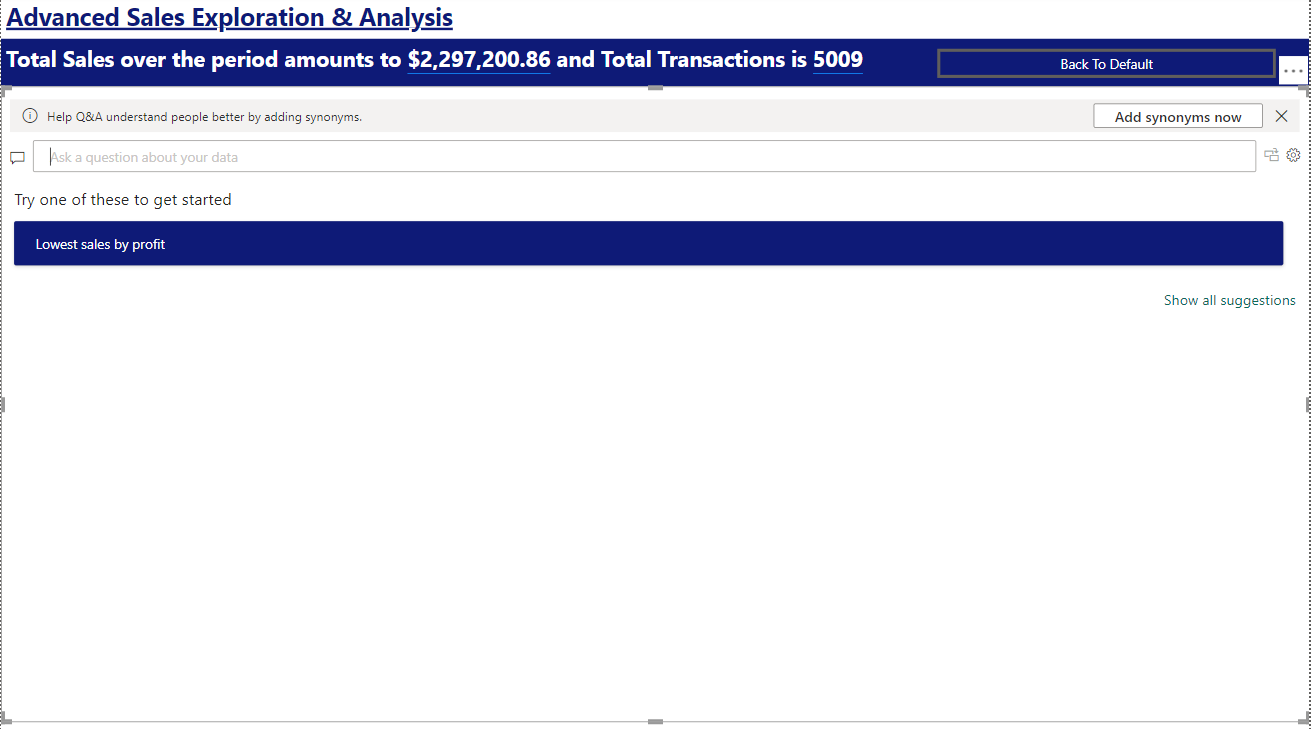 Advanced Sales Exploration & Analysis
Total Sales over the period amounts to $2,297,200.86 and Total Transactions is 5009
Back To Default
Help Q&A understand people better by adding synonyms.
Add synonyms now
Ask a question about your data
Try one of these to get started
Lowest sales by profit
Show all suggestions